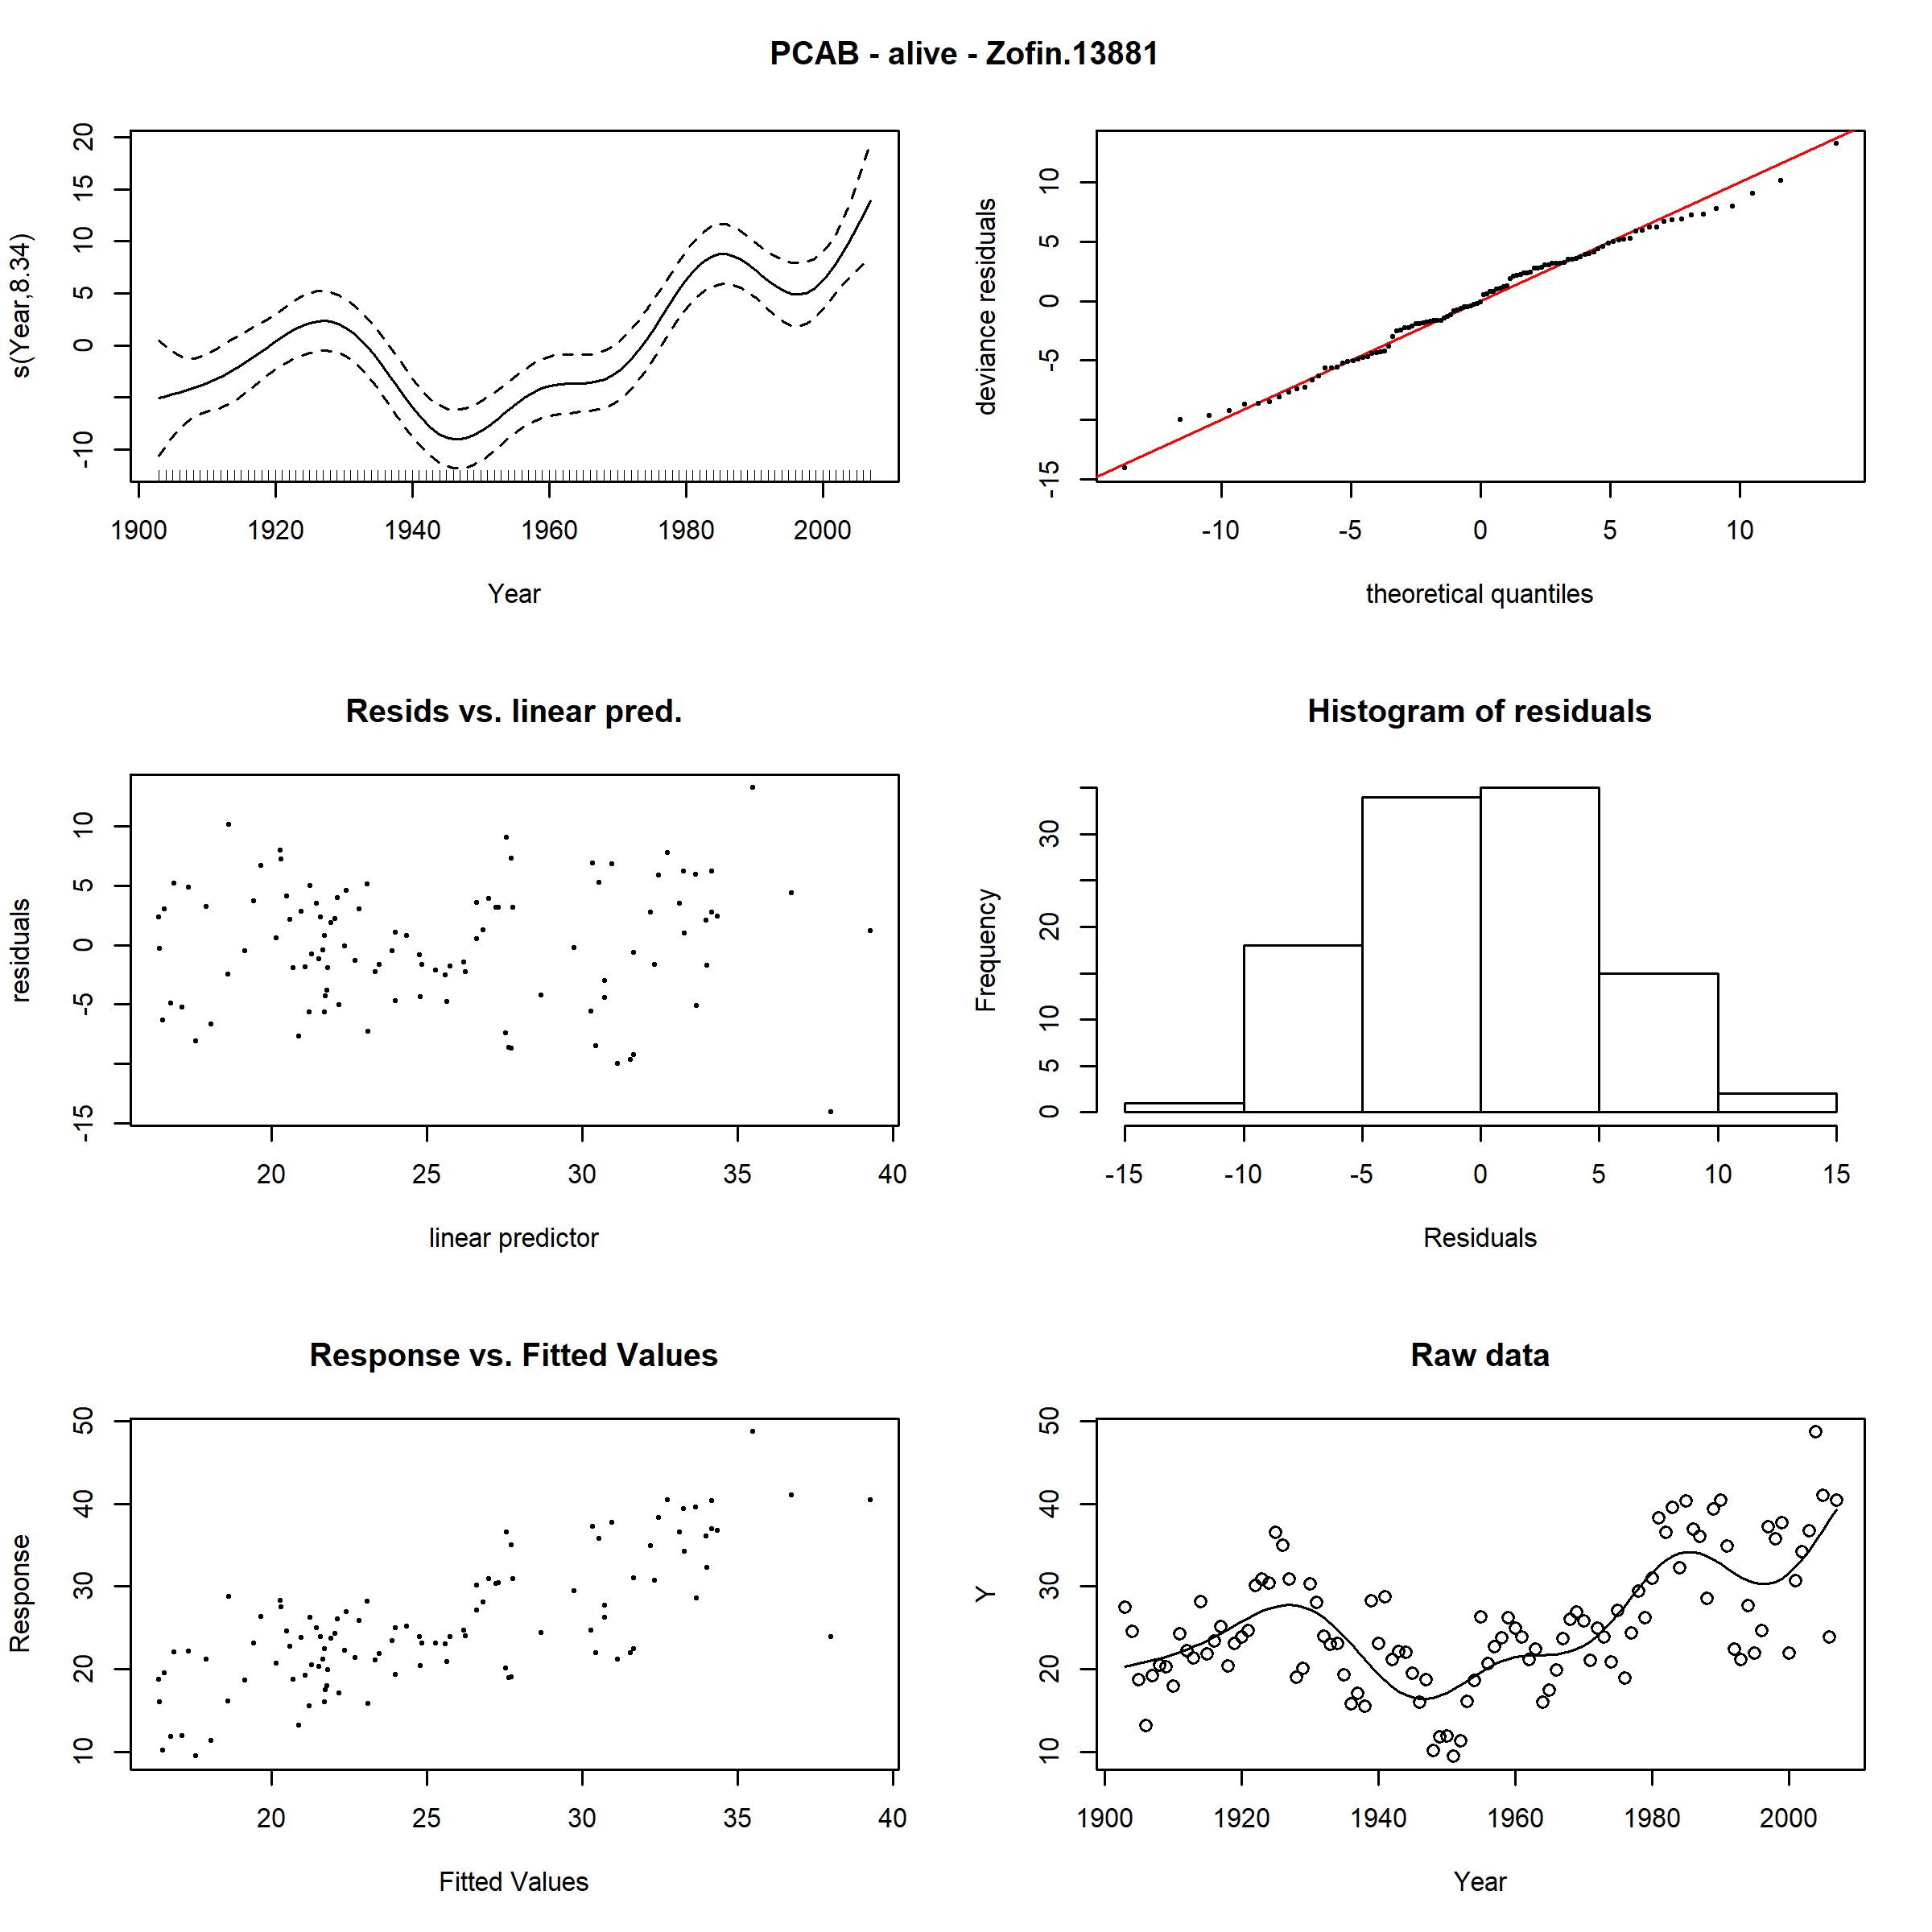 PCAB - alive - Zofin.13881
s(Year,8.34)
20
15
10
5
0
-10
1900 1920 1940 1960 1980 2000
Year
deviance residuals
10
5
0
-5
-15
-10 -5 0 5 10
theoretical quantiles
Resids vs. linear pred.
residuals
10
5
0
-5
-15
20 25 30 35 40
linear predictor
Histogram of residuals
Frequency
30
20
10
5
0
-15 -10 -5 0 5 10 15
Residuals
Response vs. Fitted Values
Response
50
40
30
20
10
20 25 30 35 40
Fitted Values
Raw data
Y
50
40
30
20
10
1900 1920 1940 1960 1980 2000
Year